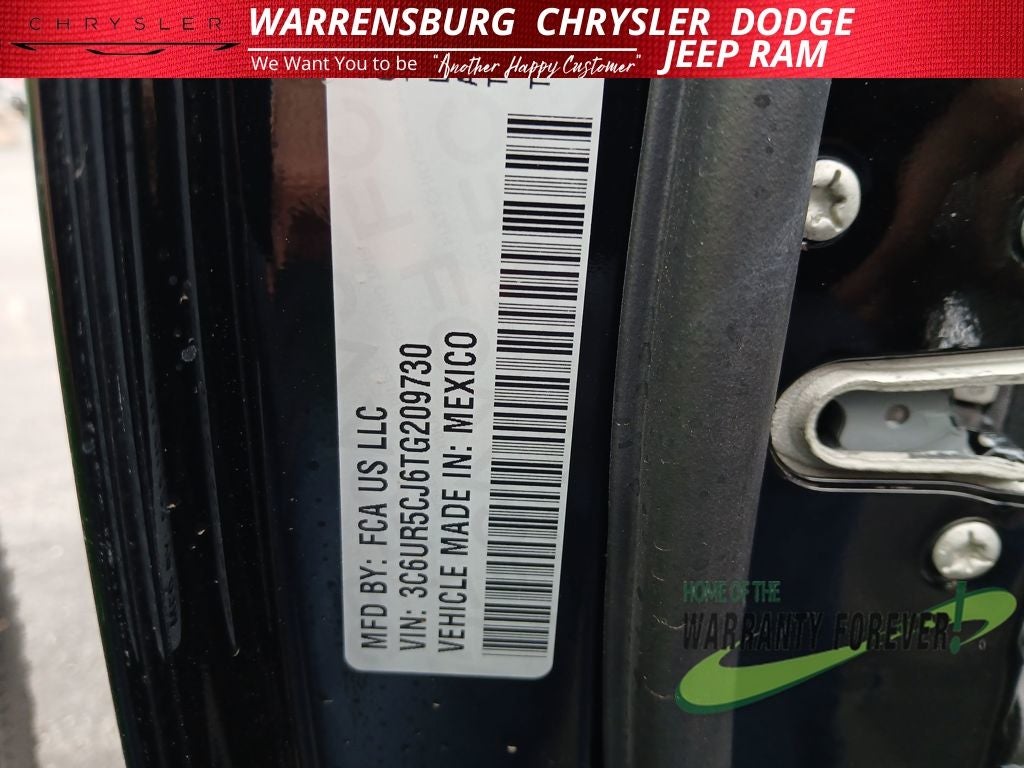 CHRYSLER
WARRENSBURG CHRYSLER DODGE
JEEP RAM
We Want You to be "Another Happy Customer"
MFD BY: FCA US LLC
VIN: 3C6UR5CJ6TG209730
VEHICLE MADE IN: MEXICO
HOME OF THE
WARRANTY FOREVER!